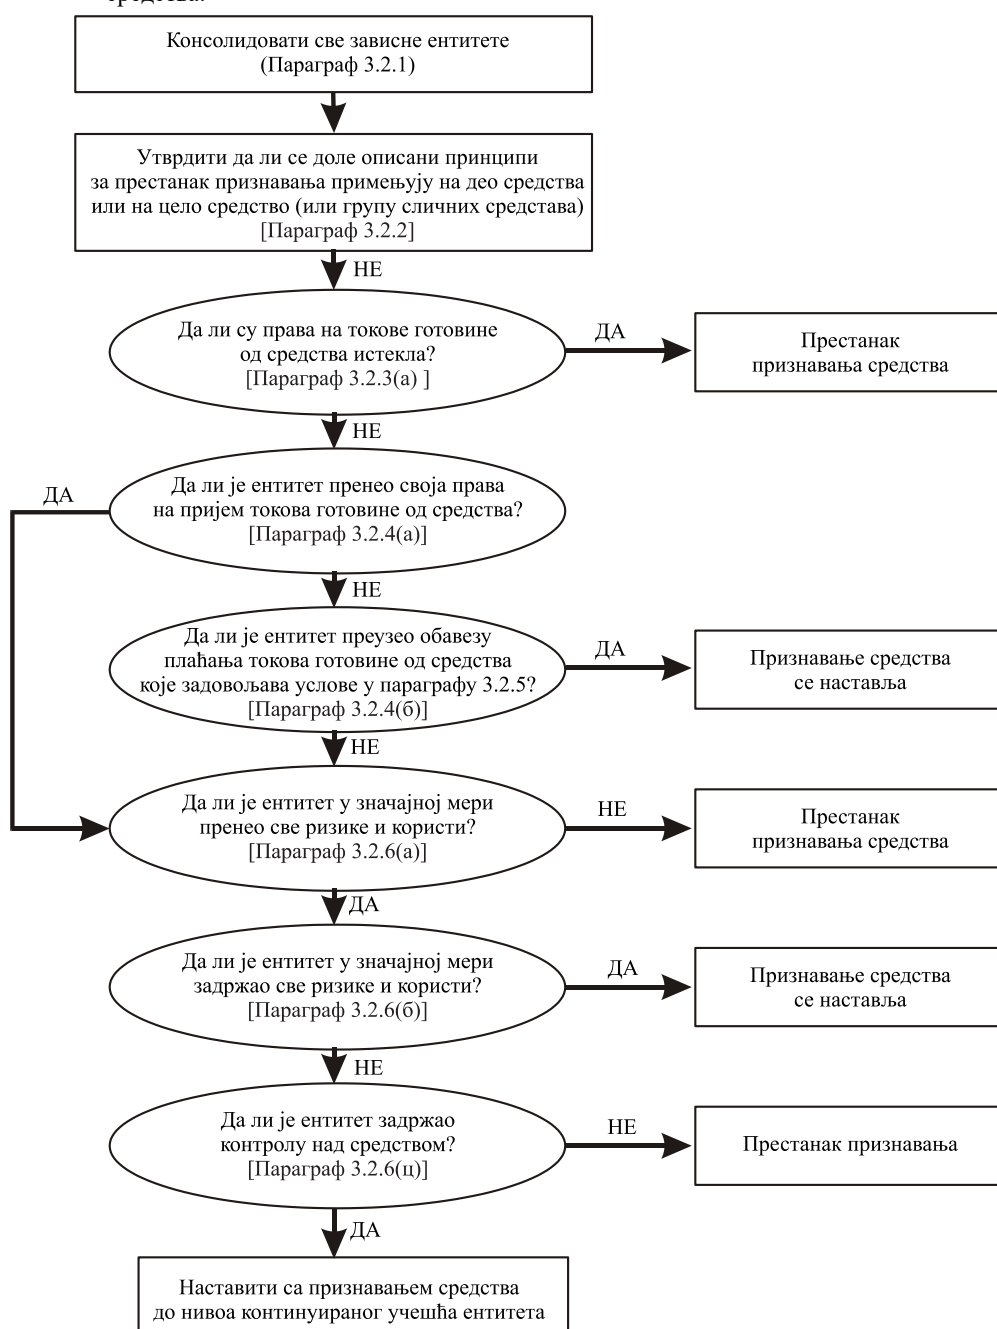 средства.
Консолидовати све зависне ентитете
(Параграф 3.2.1)
Утврдити да ли се доле описани принципи
за престанак признавања примењују на део средства
или на цело средство (или групу сличних средстава)
[Параграф 3.2.2]
НЕ
Да ли су права на токове готовине
од средства истекла?
[Параграф 3.2.3(а) ]
ДА
Престанак
признавања средства
НЕ
Да ли је ентитет пренео своја права
на пријем токова готовине од средства?
[Параграф 3.2.4(а)]
ДА
НЕ
Да ли је ентитет преузео обавезу
плаћања токова готовине од средства
које задовољава услове у параграфу 3.2.5?
[Параграф 3.2.4(б)]
ДА
Признавање средства
се наставља
НЕ
Да ли је ентитет у значајној мери
пренео све ризике и користи?
[Параграф 3.2.6(а)]
НЕ
Престанак
признавања средства
ДА
Да ли је ентитет у значајној мери
задржао све ризике и користи?
[Параграф 3.2.6(б)]
ДА
Признавање средства
се наставља
НЕ
Да ли је ентитет задржао
контролу над средством?
[Параграф 3.2.6(ц)]
НЕ
Престанак признавања
ДА
Наставити са признавањем средства
до нивоа континуираног учешћа ентитета